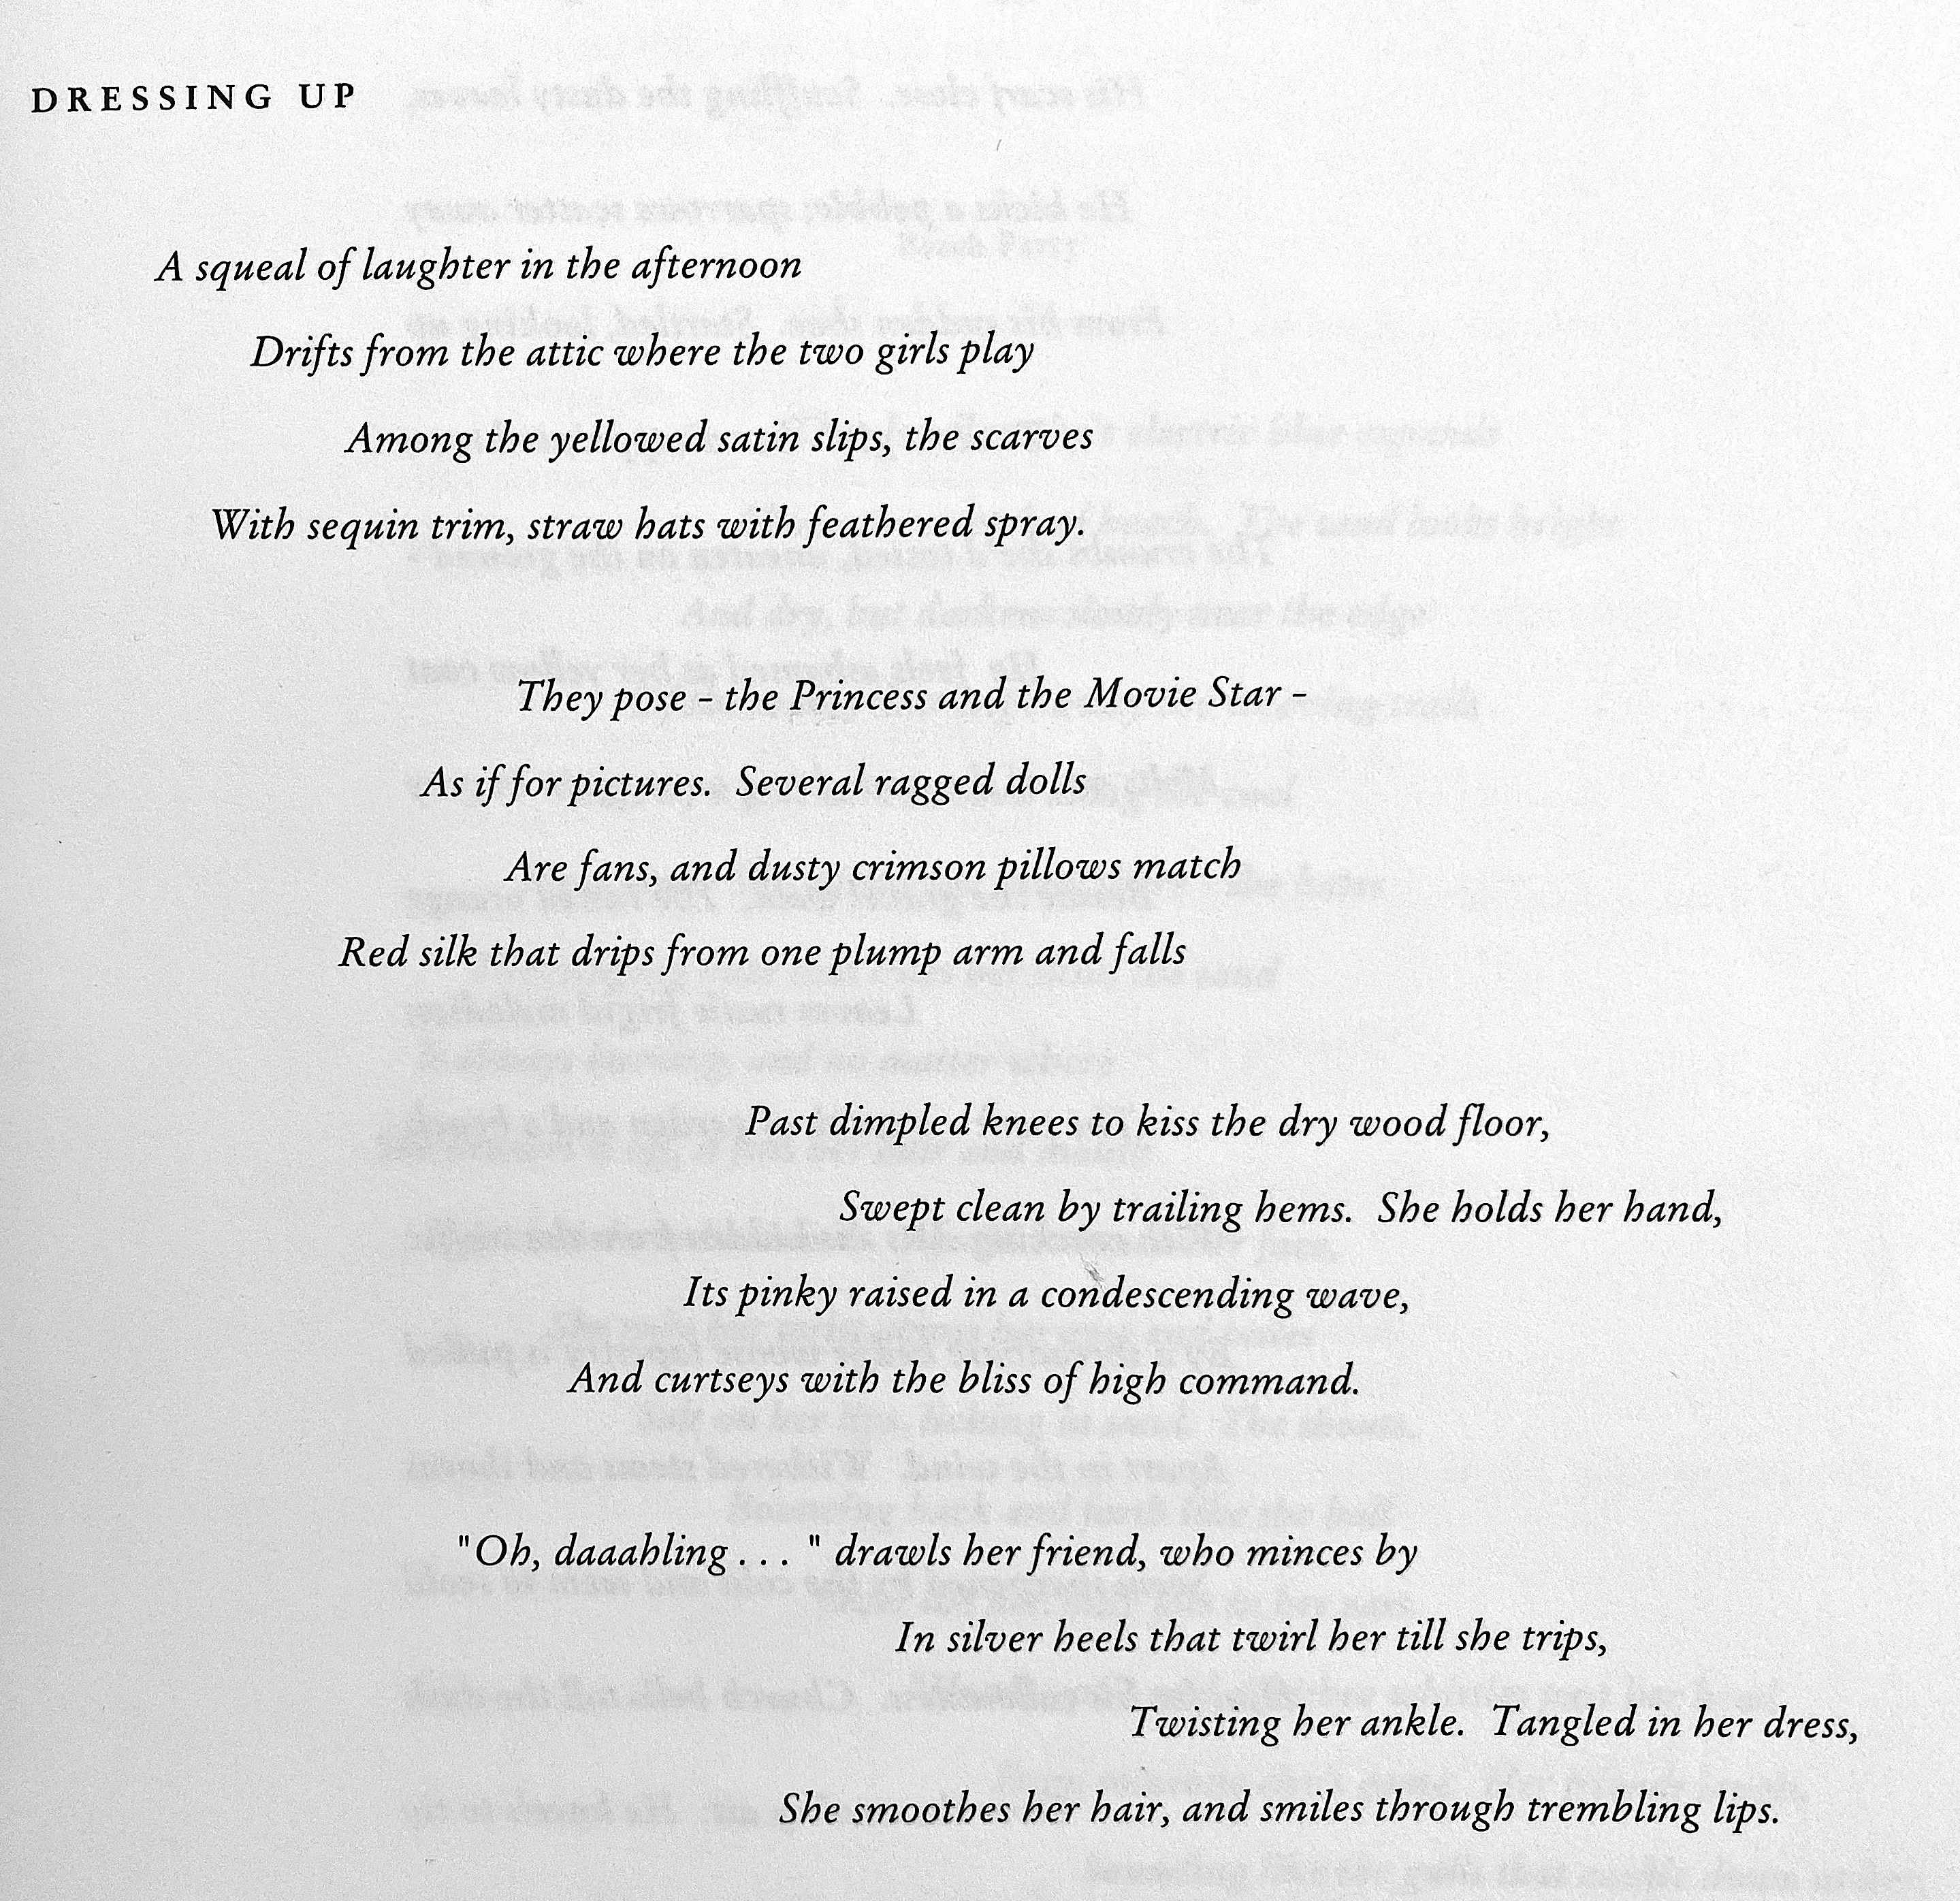 DRESSING UP
A squeal of laughter in the afternoon
Drifts from the attic where the two girls play
Among the yellowed satin slips, the scarves
With sequin trim, straw hats with feathered spray.
They pose - the Princess and the Movie Star -
As if for pictures.  Several ragged dolls
Are fans, and dusty crimson pillows match
Red silk that drips from one plump arm and falls
Past dimpled knees to kiss the dry wood floor,
Swept clean by trailing hems.  She holds her hand,
Its pinky raised in a condescending wave,
And curtseys with the bliss of high command.
"Oh, daaahling . . . " drawls her friend, who minces by
In silver heels that twirl her till she trips,
Twisting her ankle.  Tangled in her dress,
She smoothes her hair, and smiles through trembling lips.